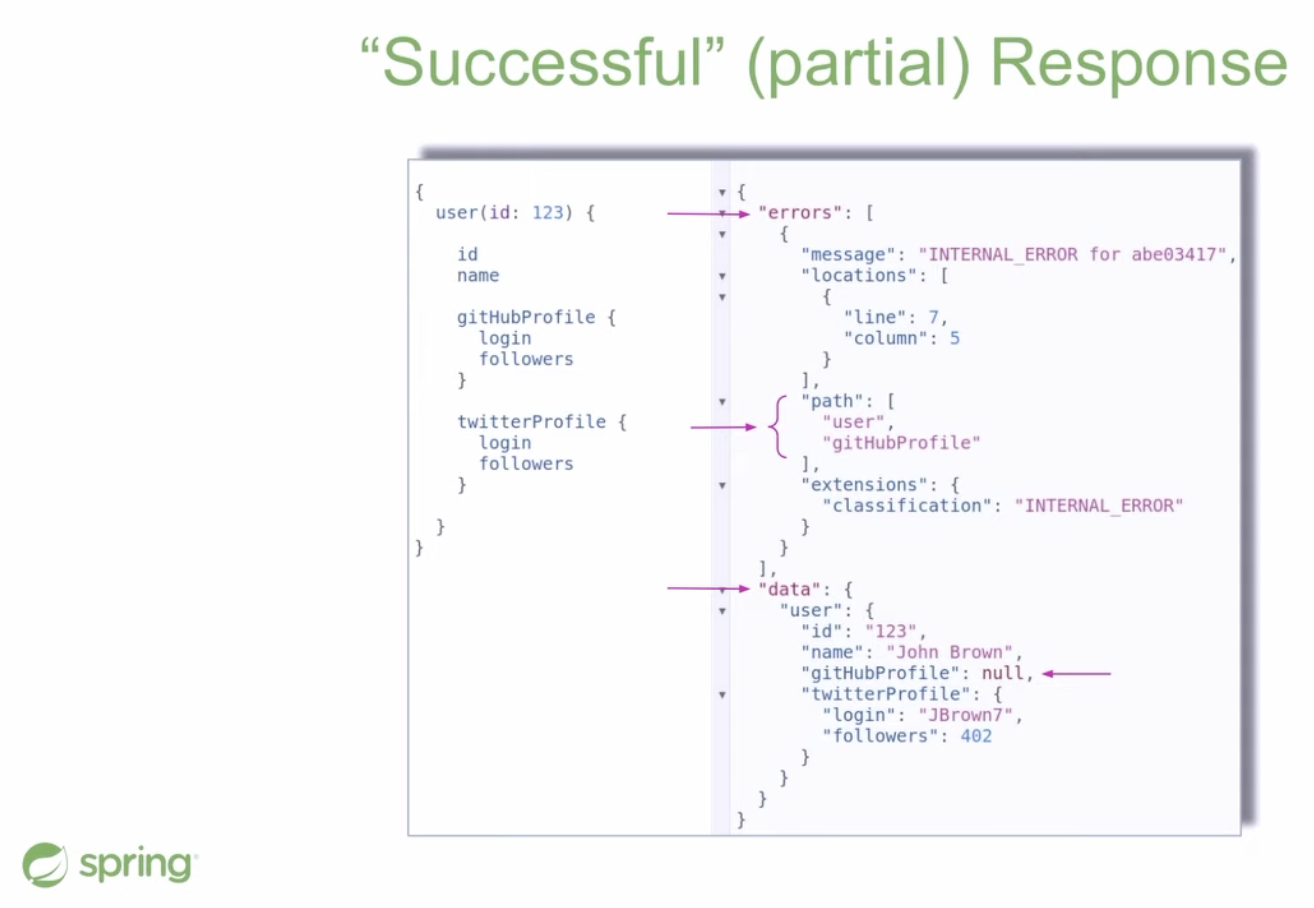 “Successful” (partial) Response
{
user(id: 123) {
id
name
gitHubProfile {
login
followers
}
twitterProfile {
login
followers
}
}
}
{
"errors": [
{
"message": "INTERNAL_ERROR for abe03417",
"locations": [
{
"line": 7,
"column": 5
}
],
"path": [
"user",
"gitHubProfile"
],
"extensions": {
"classification": "INTERNAL_ERROR"
}
}
],
"data": {
"user": {
"id": "123",
"name": "John Brown",
"gitHubProfile": null,
"twitterProfile": {
"login": "JBrown7",
"followers": 402
}
}
}
}
spring